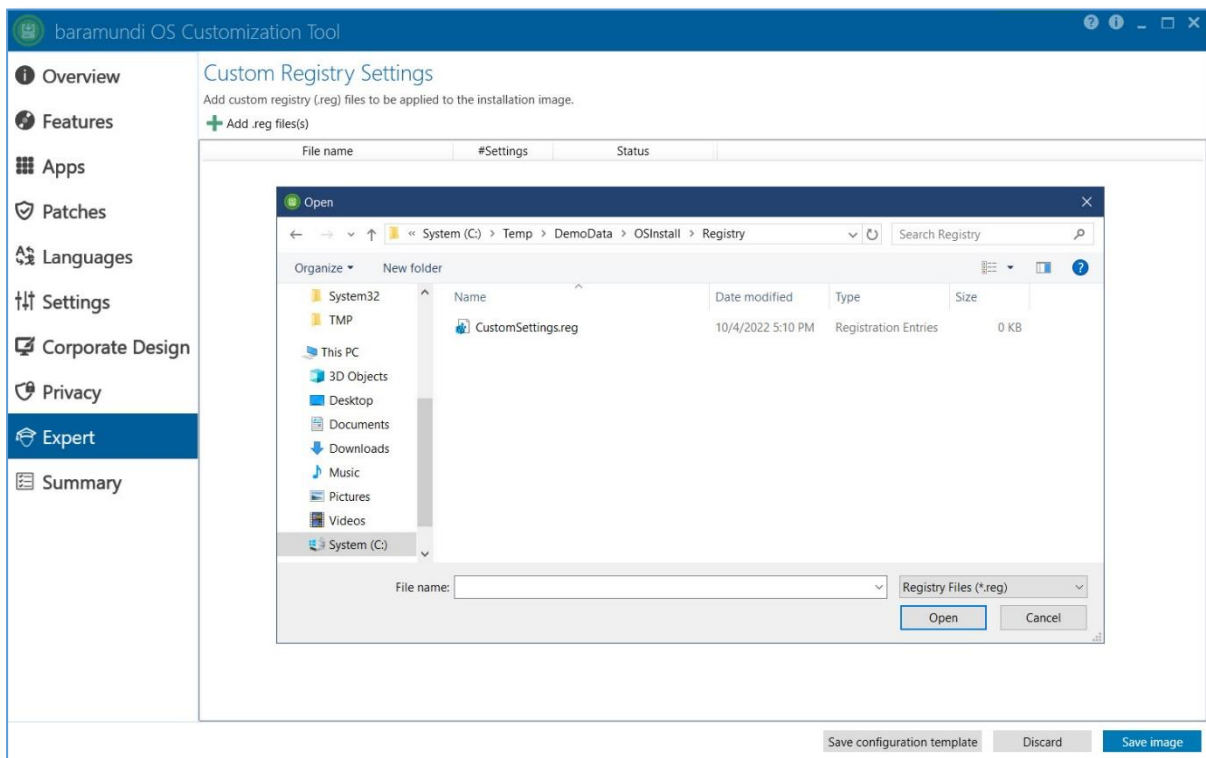 baramundi OS Customization Tool
Overview
Features
Apps
Patches
Languages
Settings
Corporate Design
Privacy
Expert
Summary
Custom Registry Settings
Add custom registry (.reg) files to be applied to the installation image.
Add .reg files(s)
File name #Settings Status
Open
« System (C:) > Temp > DemoData > OSInstall > Registry
Search Registry
Organize New folder
System32
TMP
This PC
3D Objects
Desktop
Documents
Downloads
Music
Pictures
Videos
System (C:)
Name Date modified Type Size
CustomSettings.reg 10/4/2022 5:10 PM Registration Entries 0 KB
File name: Registry Files (*.reg)
Open Cancel
Save configuration template Discard Save image